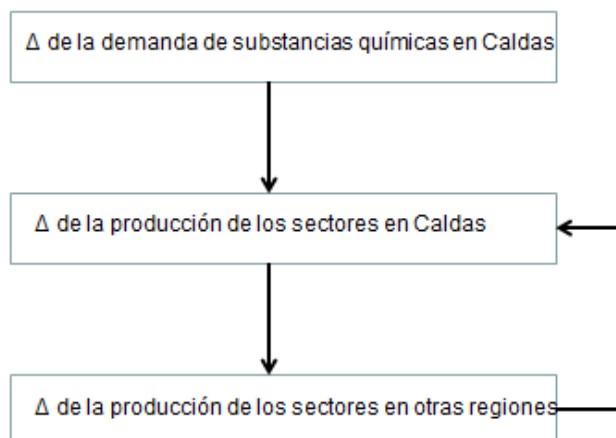 Δ de la demanda de substancias químicas en Caldas
Δ de la producción de los sectores en Caldas
Δ de la producción de los sectores en otras regiones